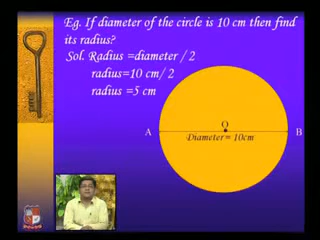 Eg. If diameter of the circle is 10 cm then find
its radius?
Sol. Radius =diameter / 2
radius=10 cm/ 2
radius =5 cm
O
A
B
Diameter= 10cm